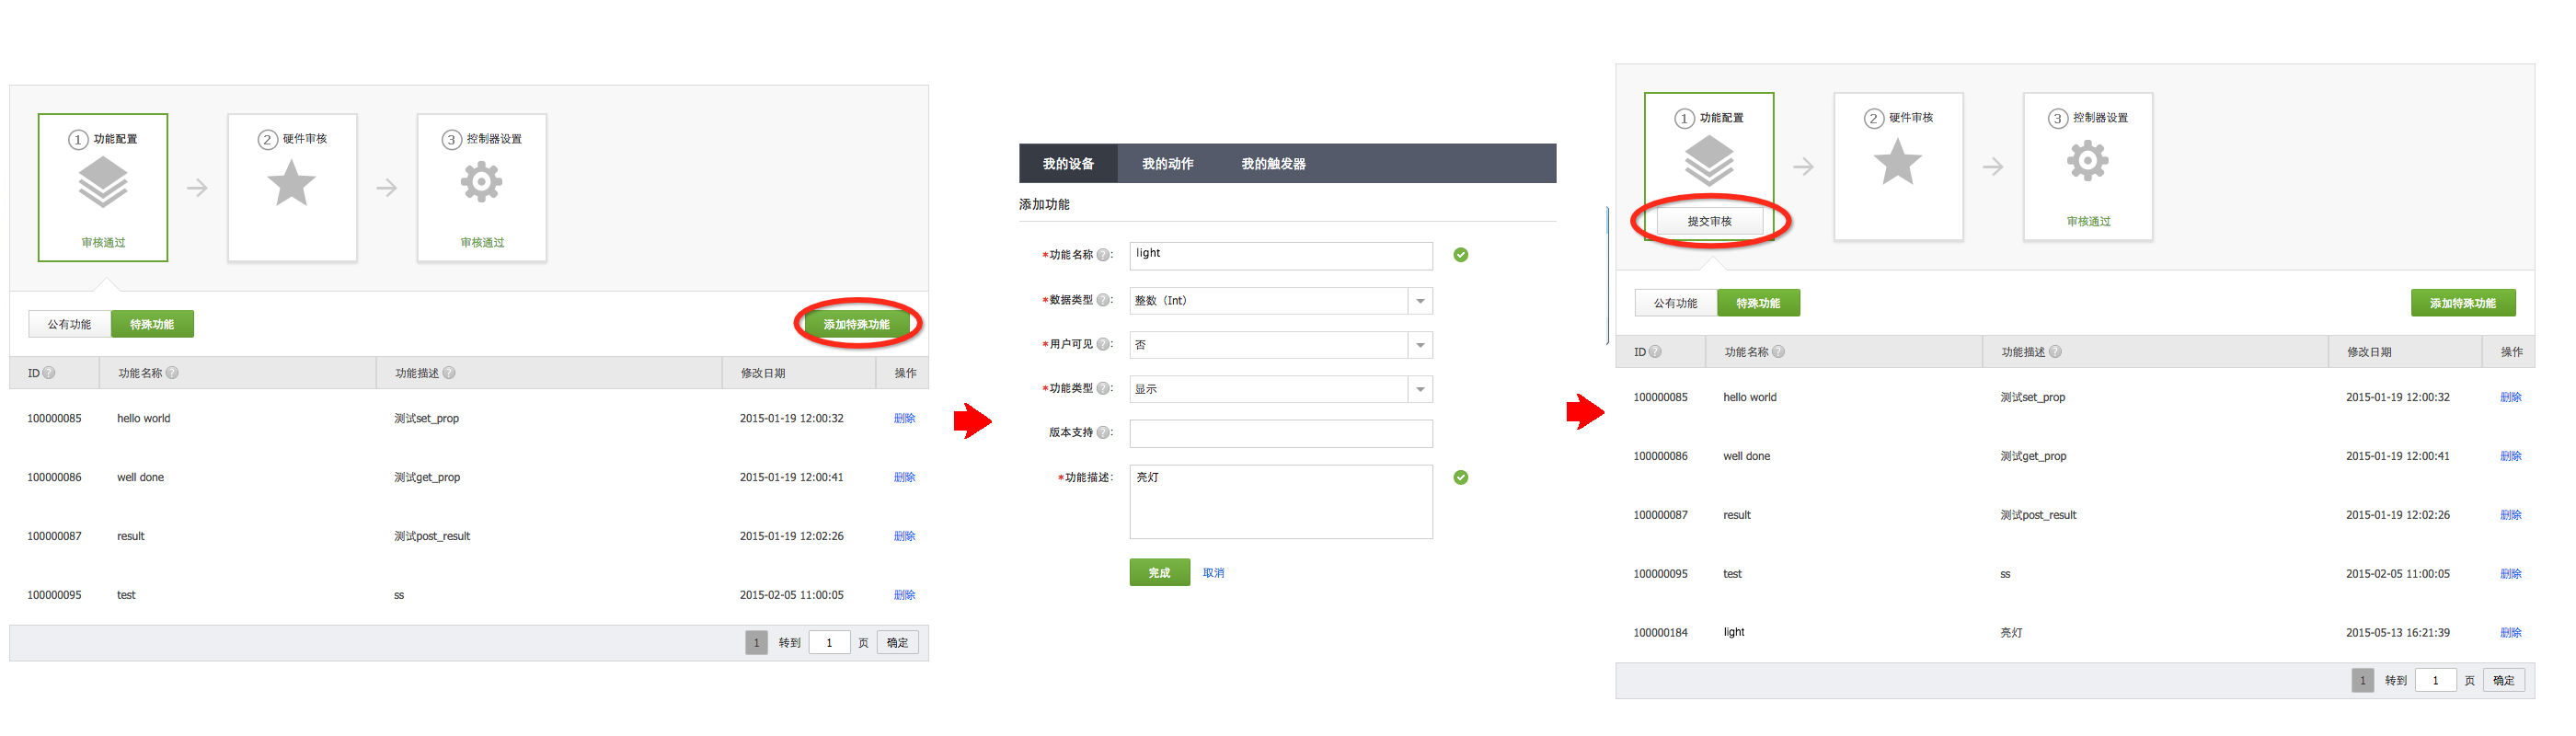 ① 功能配置
② 硬件审核
③ 控制器设置
审核通过
审核通过
公有功能
特殊功能
添加特殊功能
ID ? 功能名称 ? 功能描述 ? 修改日期 操作
100000085 hello world 测试set_prop 2015-01-19 12:00:32 删除
100000086 well done 测试get_prop 2015-01-19 12:00:41 删除
100000087 result 测试post_result 2015-01-19 12:02:26 删除
100000095 test ss 2015-02-05 11:00:05 删除
1 转到 1 页 确定
我的设备 我的动作 我的触发器
添加功能
*功能名称 ?: light
*数据类型 ?: 整数（Int）
*用户可见 ?: 否
*功能类型 ?: 显示
版本支持 ?:
*功能描述: 亮灯
完成 取消
① 功能配置
② 硬件审核
③ 控制器设置
提交审核
审核通过
公有功能
特殊功能
添加特殊功能
ID ? 功能名称 ? 功能描述 ? 修改日期 操作
100000085 hello world 测试set_prop 2015-01-19 12:00:32 删除
100000086 well done 测试get_prop 2015-01-19 12:00:41 删除
100000087 result 测试post_result 2015-01-19 12:02:26 删除
100000095 test ss 2015-02-05 11:00:05 删除
100000184 light 亮灯 2015-05-13 16:21:39 删除
1 转到 1 页 确定